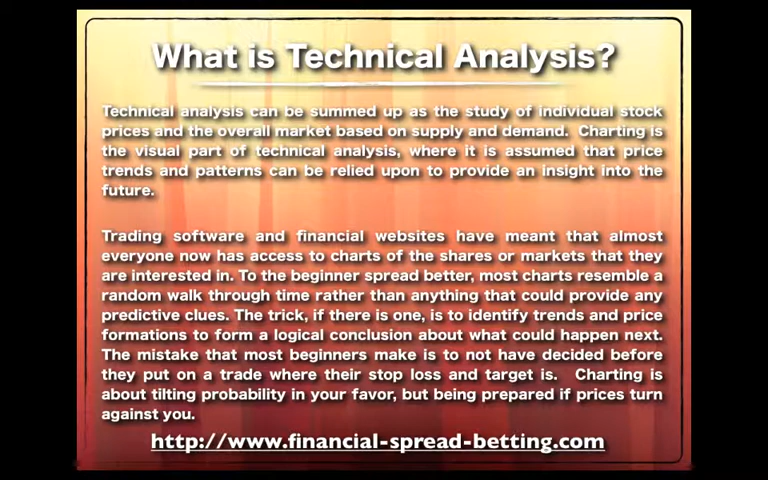 What is Technical Analysis?
Technical analysis can be summed up as the study of individual stock
prices and the overall market based on supply and demand.  Charting is
the visual part of technical analysis, where it is assumed that price
trends and patterns can be relied upon to provide an insight into the
future.
Trading software and financial websites have meant that almost
everyone now has access to charts of the shares or markets that they
are interested in. To the beginner spread better, most charts resemble a
random walk through time rather than anything that could provide any
predictive clues. The trick, if there is one, is to identify trends and price
formations to form a logical conclusion about what could happen next.
The mistake that most beginners make is to not have decided before
they put on a trade where their stop loss and target is.  Charting is
about tilting probability in your favor, but being prepared if prices turn
against you.
http://www.financial-spread-betting.com